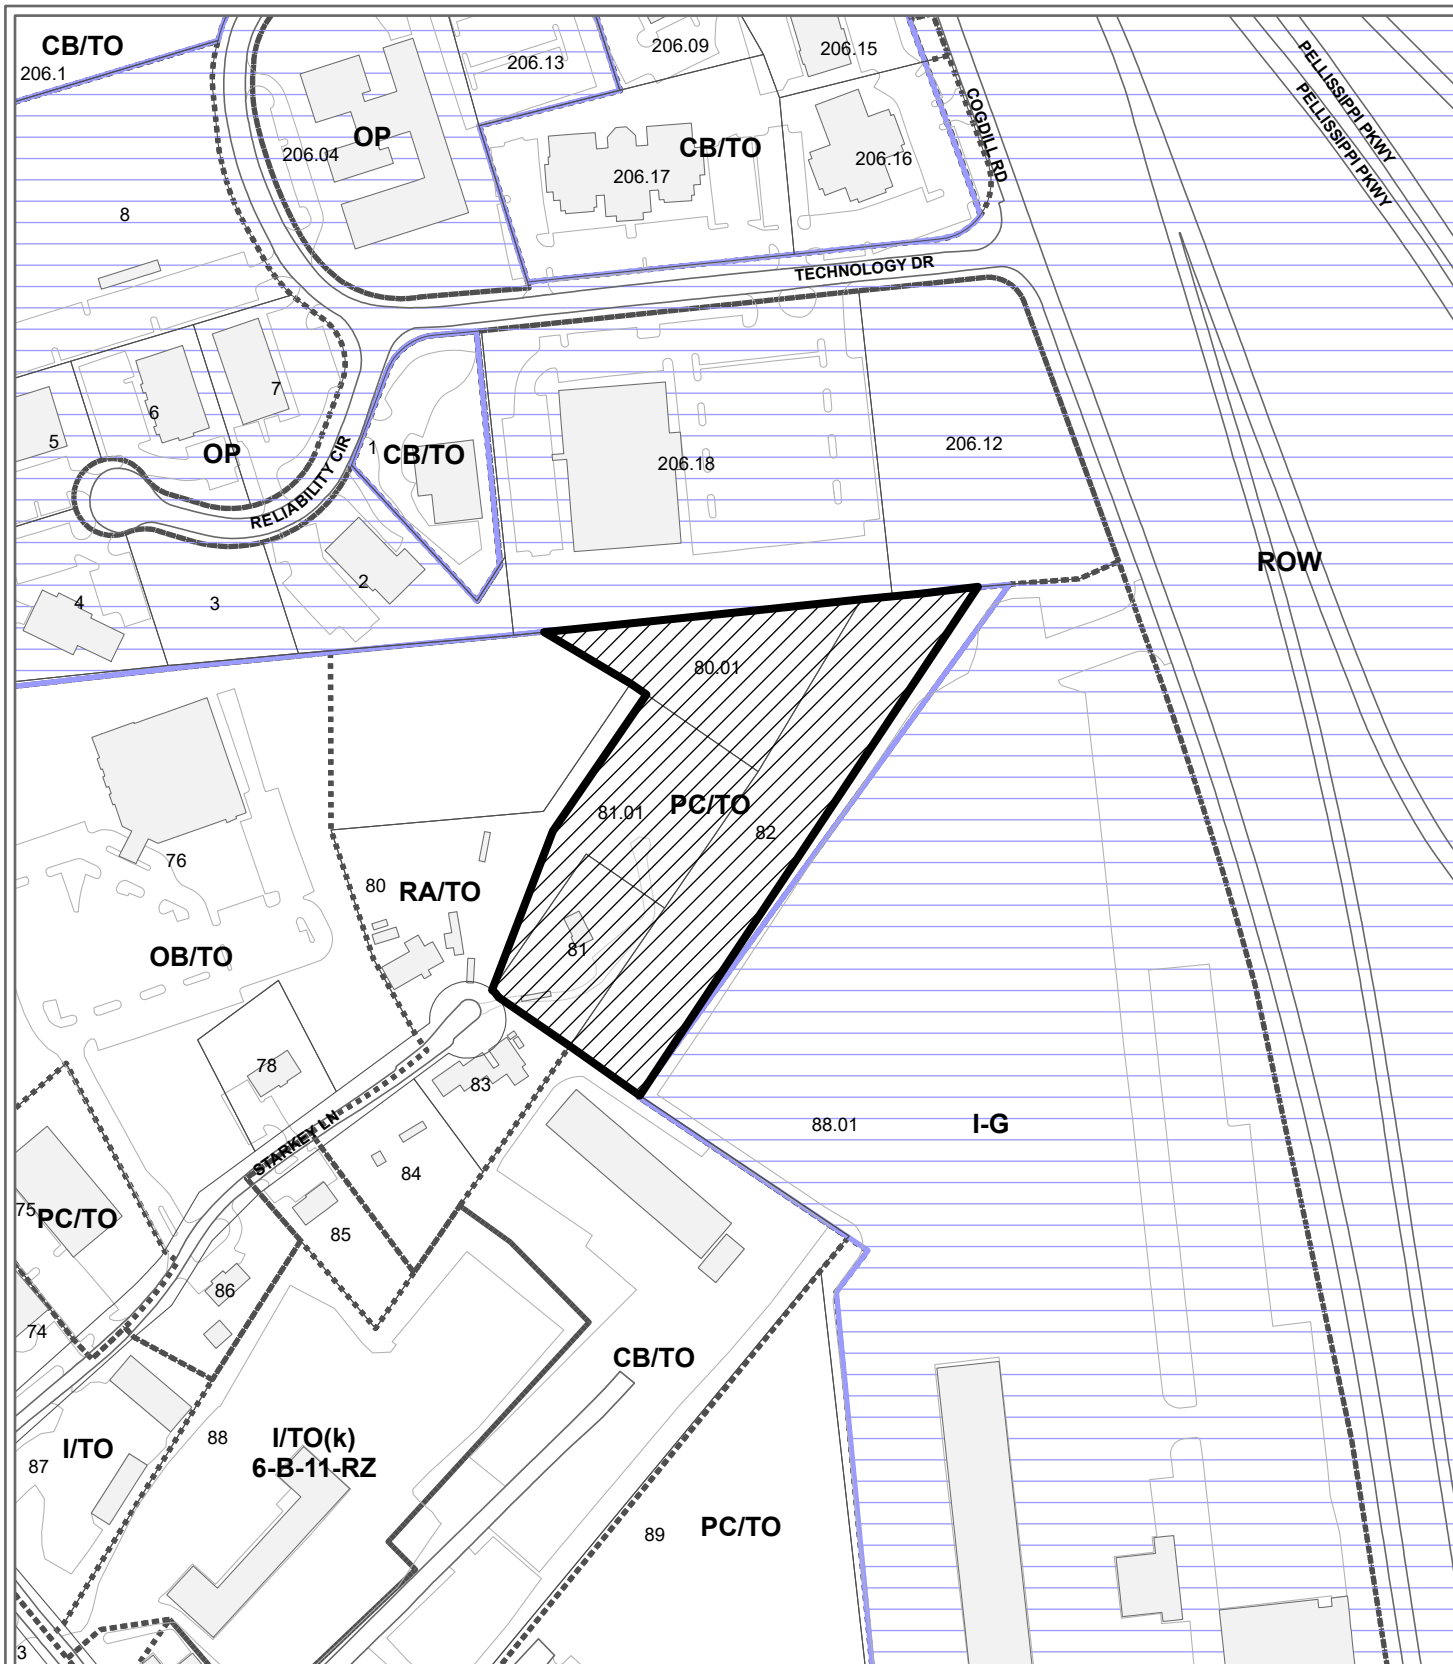 CB/TO
206.1
206.13
206.09
206.15
PELLISSIPPI PKWY
PELLISSIPPI PKWY
COGDILL RD
OP
206.04
CB/TO
206.17
206.16
8
TECHNOLOGY DR
7
6
5
OP
RELIABILITY CIR
1
CB/TO
206.18
206.12
ROW
2
3
4
80.01
81.01
PC/TO
82
76
80
RA/TO
81
OB/TO
78
83
STARKEY LN
84
88.01
I-G
75
PC/TO
85
86
74
CB/TO
I/TO
87
88
I/TO(k)
6-B-11-RZ
89
PC/TO
3